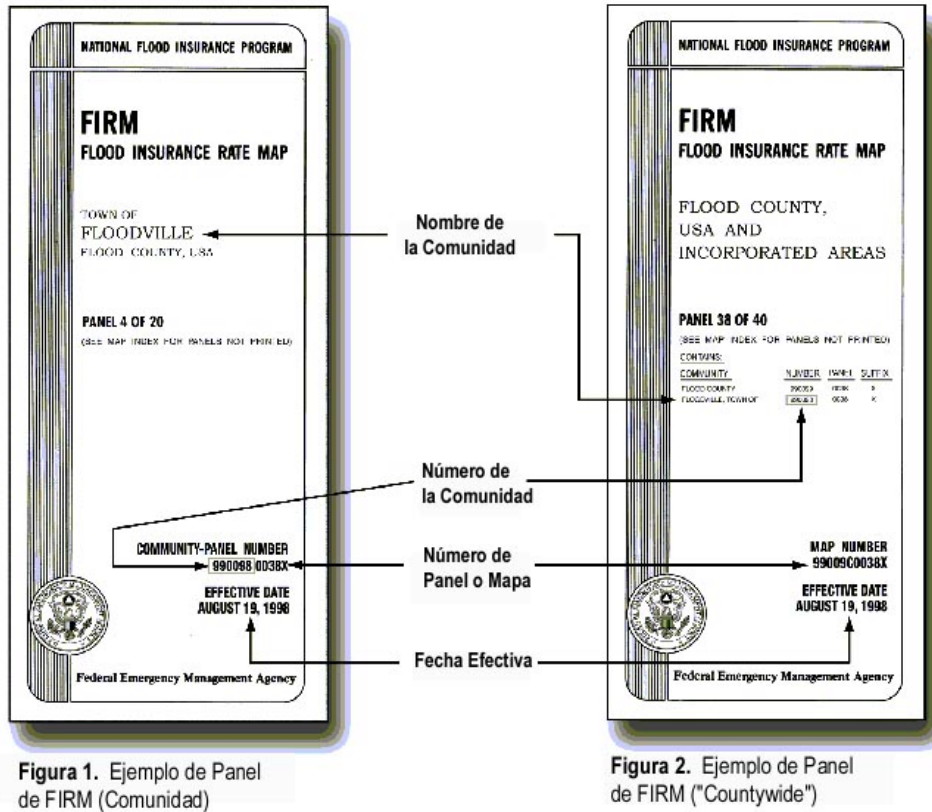 NATIONAL FLOOD INSURANCE PROGRAM
FIRM
FLOOD INSURANCE RATE MAP
TOWN OF
FLOODVILLE
FLOOD COUNTY, USA
PANEL 4 OF 20
(SEE MAP INDEX FOR PANELS NOT PRINTED)
COMMUNITY-PANEL NUMBER
990098 0038X
EFFECTIVE DATE
AUGUST 19, 1998
Federal Emergency Management Agency
Figura 1. Ejemplo de Panel
de FIRM (Comunidad)
Nombre de
la Comunidad
Número de
la Comunidad
Número de
Panel o Mapa
Fecha Efectiva
NATIONAL FLOOD INSURANCE PROGRAM
FIRM
FLOOD INSURANCE RATE MAP
FLOOD COUNTY,
USA AND
INCORPORATED AREAS
PANEL 38 OF 40
(SEE MAP INDEX FOR PANELS NOT PRINTED)
CONTAINS:
COMMUNITY NUMBER PANEL SUFFIX
FLOOD COUNTY 0038 X
FLOODVILLE, TOWN OF 0038 X
MAP NUMBER
99009C0038X
EFFECTIVE DATE
AUGUST 19, 1998
Federal Emergency Management Agency
Figura 2. Ejemplo de Panel
de FIRM ("Countywide")